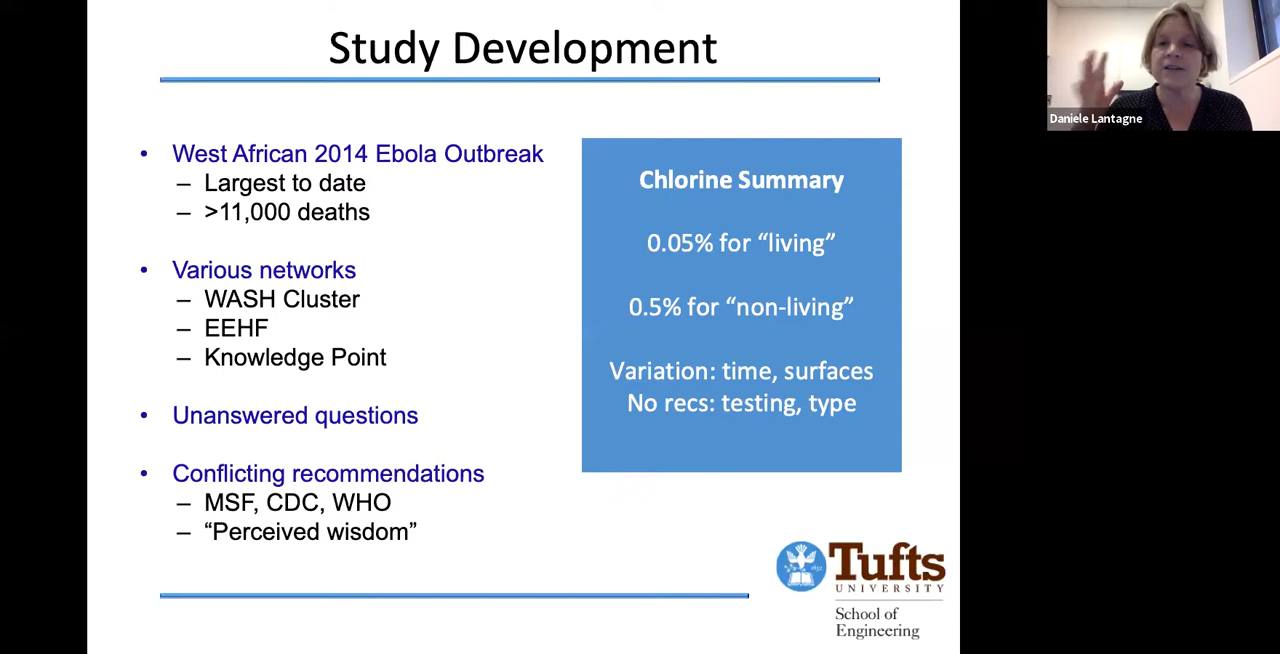 Study Development
• West African 2014 Ebola Outbreak
– Largest to date
– >11,000 deaths
• Various networks
– WASH Cluster
– EEHF
– Knowledge Point
• Unanswered questions
• Conflicting recommendations
– MSF, CDC, WHO
– “Perceived wisdom”
Chlorine Summary
0.05% for “living”
0.5% for “non-living”
Variation: time, surfaces
No recs: testing, type
Tufts
UNIVERSITY
School of
Engineering
Daniele Lantagne